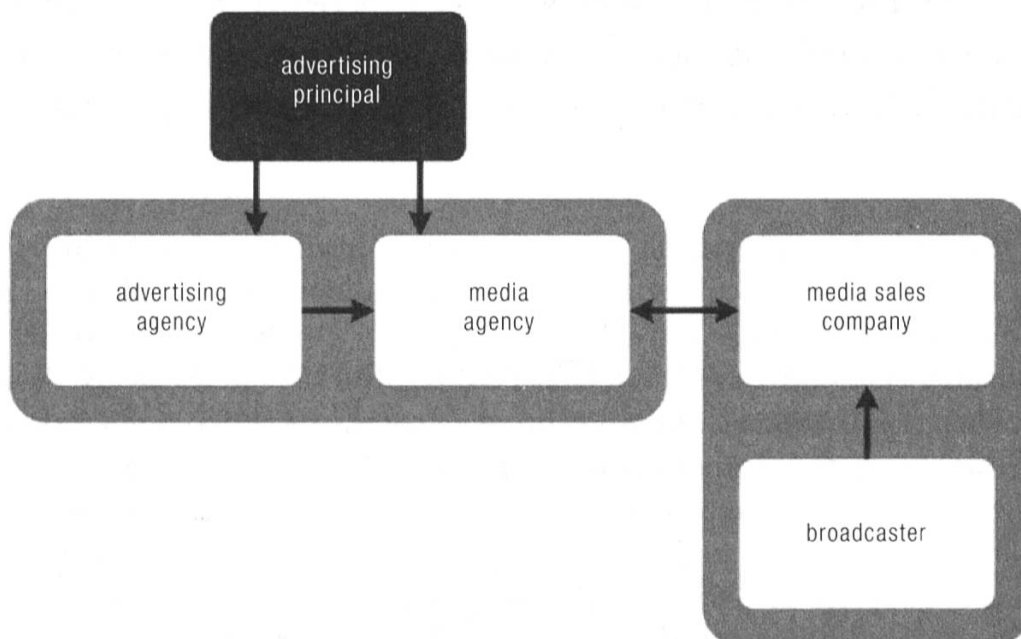 advertising
principal
advertising
agency
media
agency
media sales
company
broadcaster